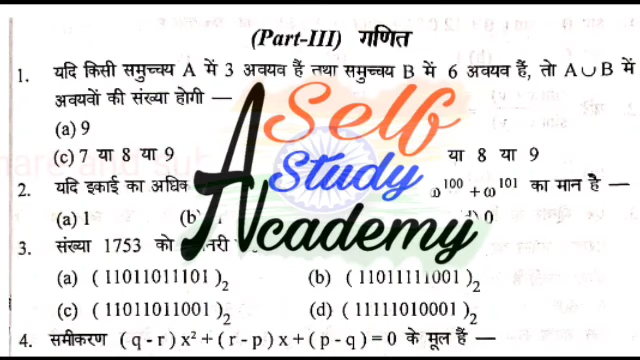 (Part-III) गणित
1. यदि किसी समुच्चय A में 3 अवयव हैं तथा समुच्चय B में 6 अवयव हैं, तो A∪B में
अवयवों की संख्या होगी —
(a) 9
(c) 7 या 8 या 9 या 8 या 9
2. यदि इकाई का ω¹⁰⁰ + ω¹⁰¹ का मान है —
(a) 1 (b) 0
3. संख्या 1753 को
(a) (11011011101)₂ (b) (11011111001)₂
(c) (11011011001)₂ (d) (11111010001)₂
4. समीकरण (q - r) x² + (r - p) x + (p - q) = 0 के मूल हैं —
Self
Study
Academy